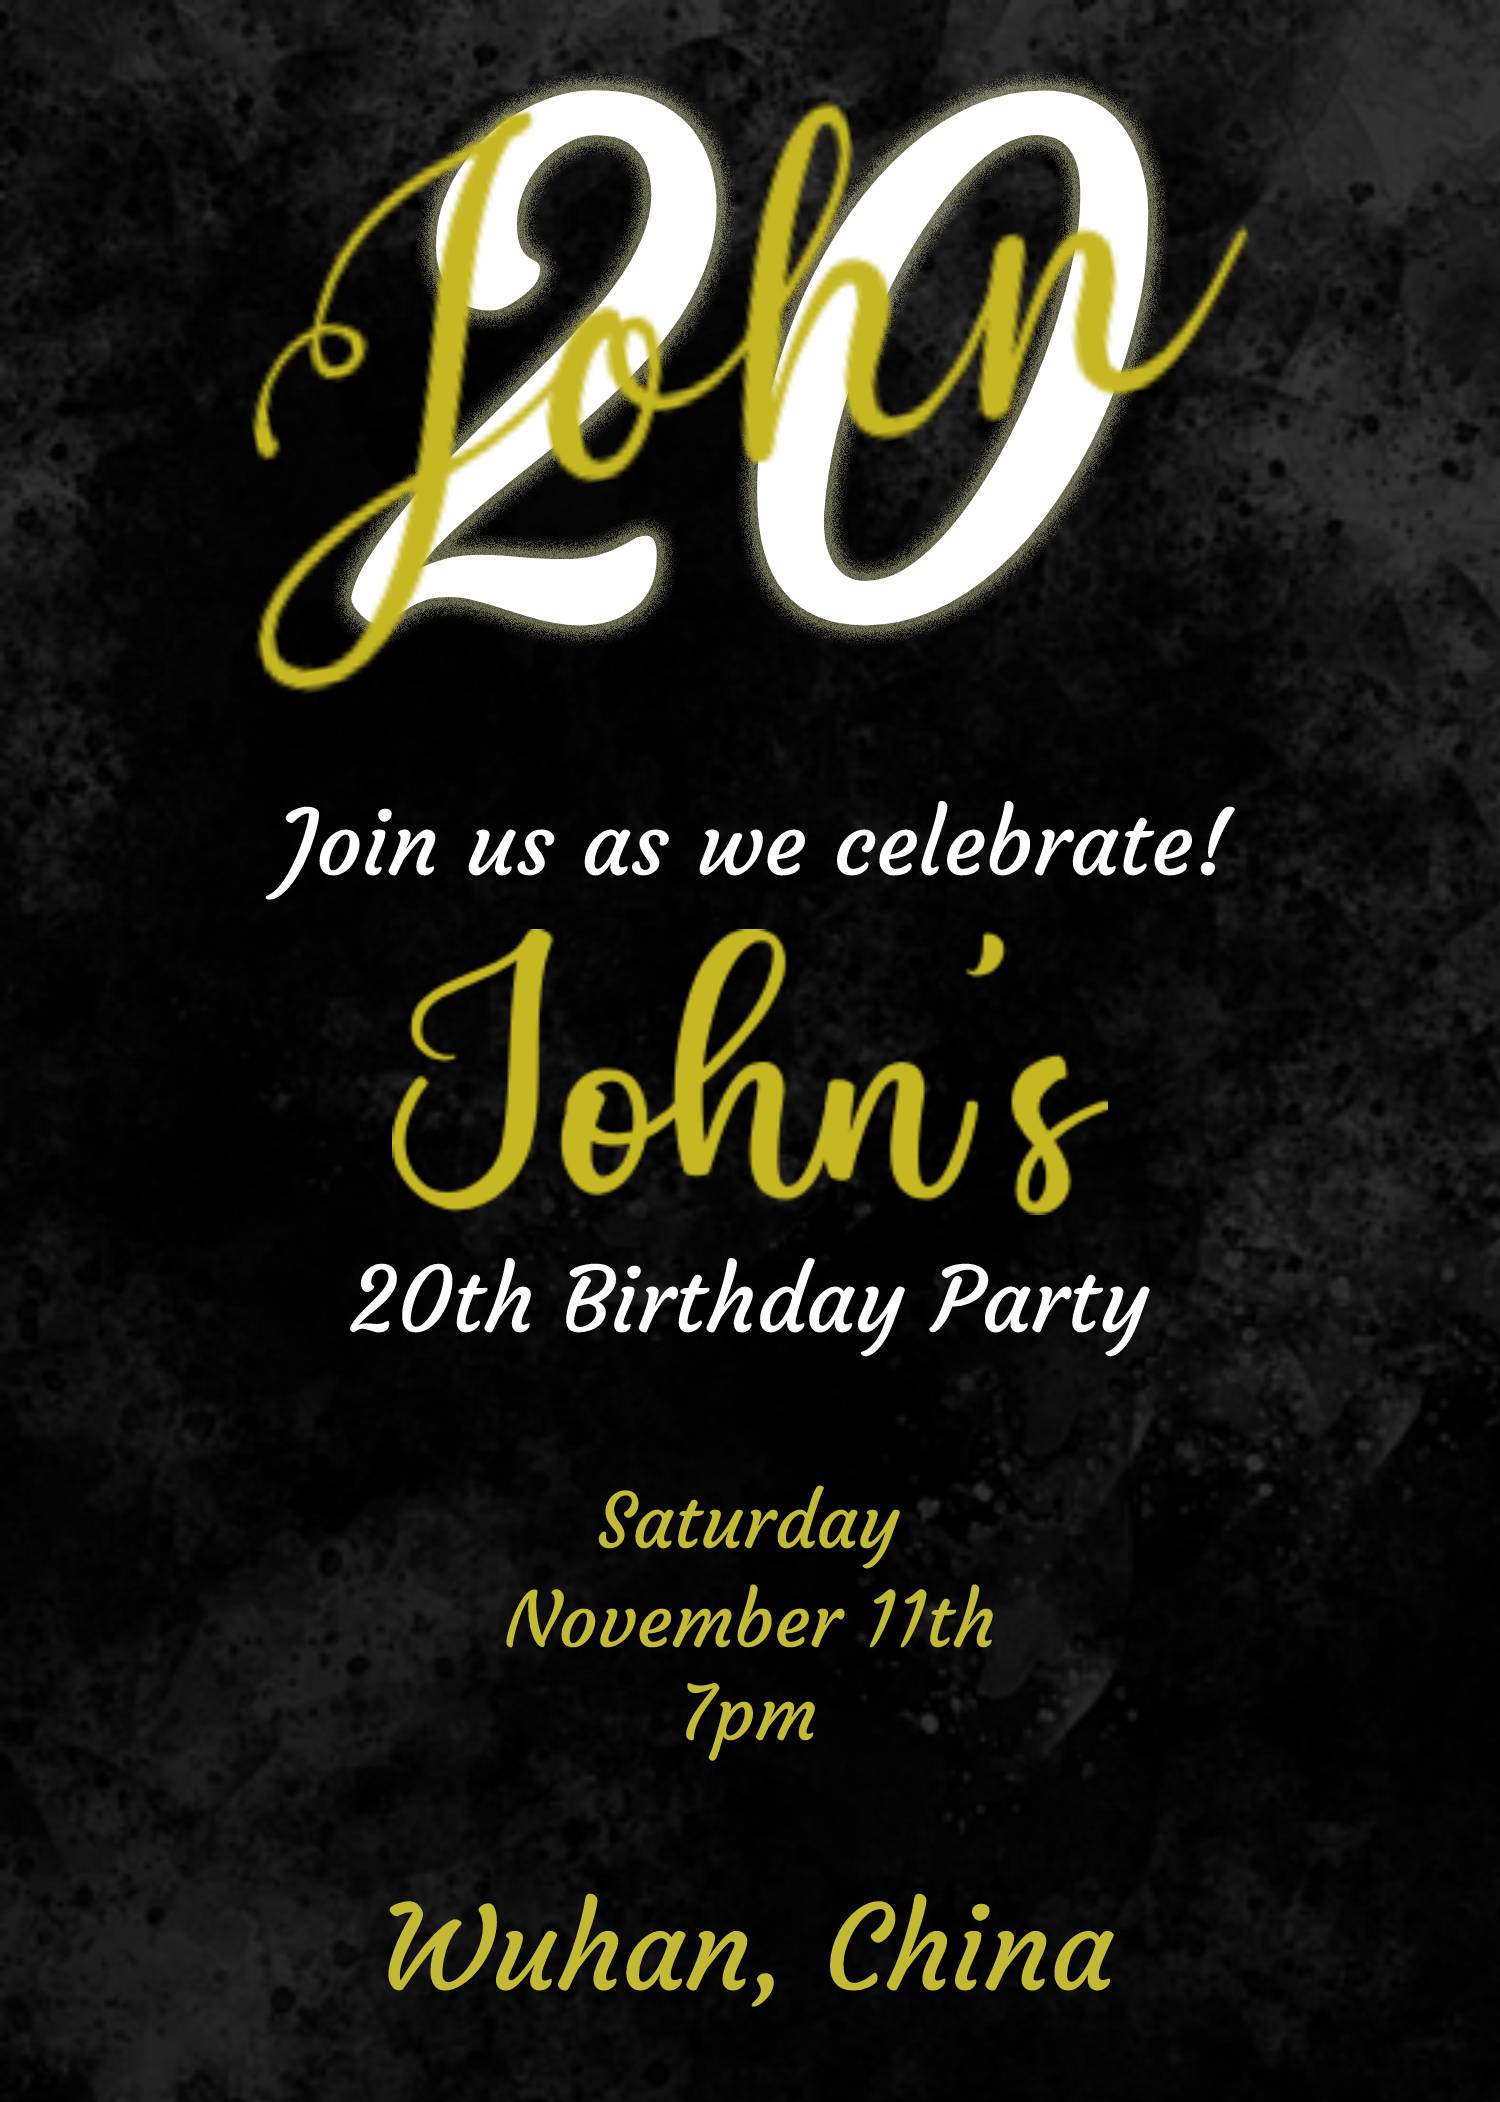 20
John
Join us as we celebrate!
John's
20th Birthday Party
Saturday
November 11th
7pm
Wuhan, China